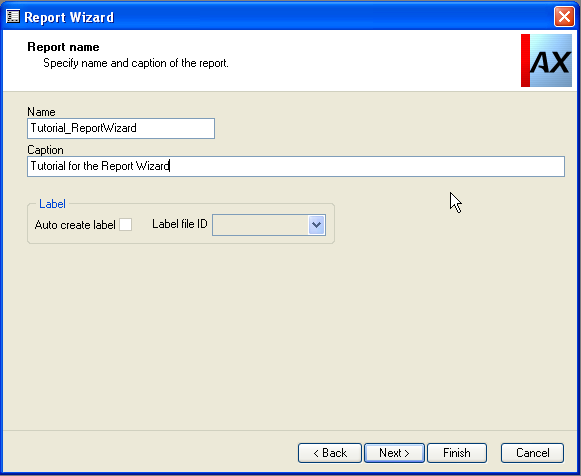 Report Wizard
Report name
Specify name and caption of the report.
AX
Name
Tutorial_ReportWizard
Caption
Tutorial for the Report Wizard
Label
Auto create label Label file ID
< Back Next > Finish Cancel